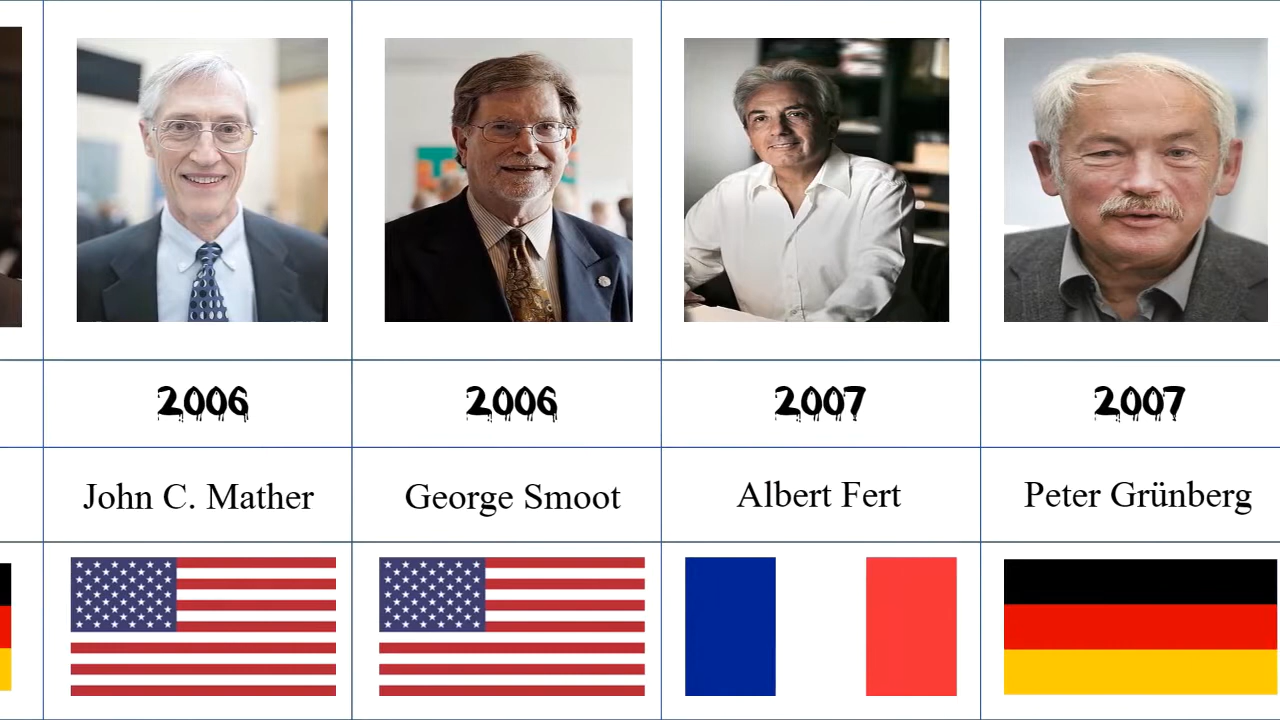 2006
2006
2007
2007
John C. Mather
George Smoot
Albert Fert
Peter Grünberg